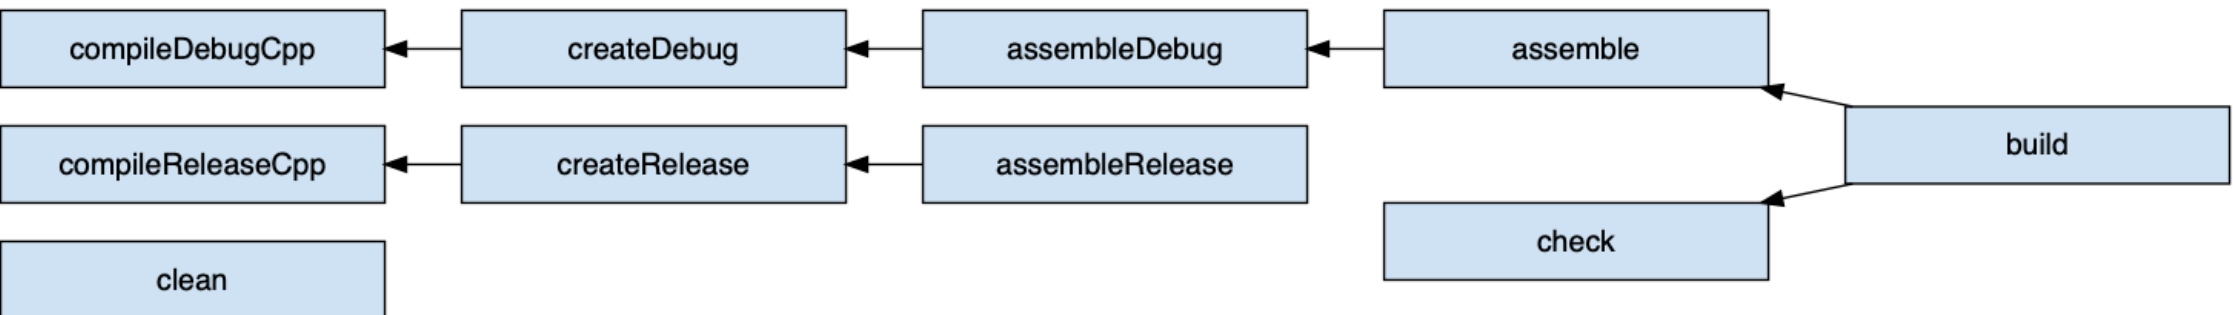 compileDebugCpp
createDebug
assembleDebug
assemble
build
compileReleaseCpp
createRelease
assembleRelease
check
clean